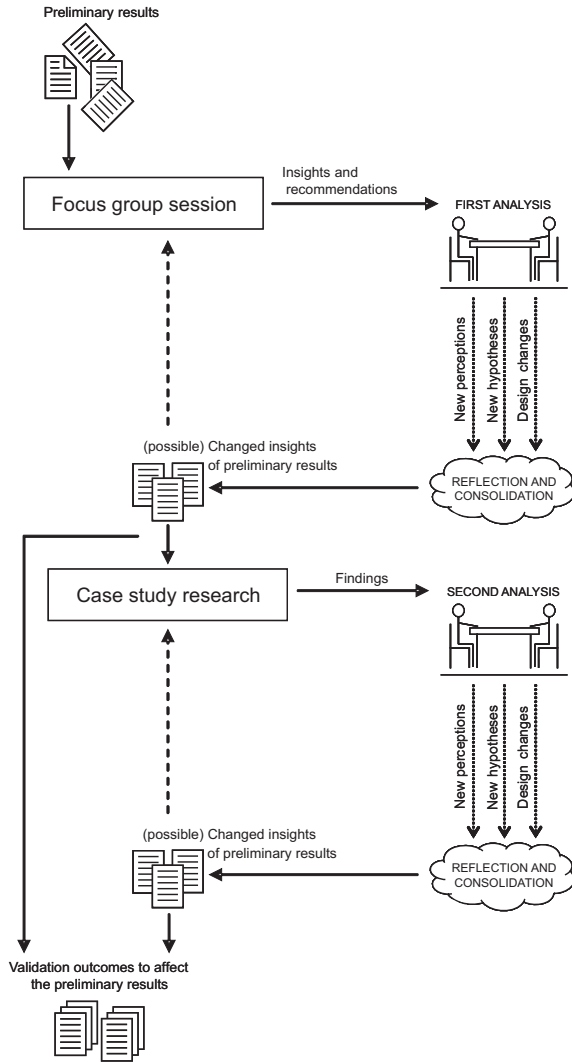 Preliminary results
Focus group session
Insights and
recommendations
FIRST ANALYSIS
New perceptions
New hypotheses
Design changes
REFLECTION AND
CONSOLIDATION
(possible) Changed insights
of preliminary results
Case study research
Findings
SECOND ANALYSIS
New perceptions
New hypotheses
Design changes
REFLECTION AND
CONSOLIDATION
(possible) Changed insights
of preliminary results
Validation outcomes to affect
the preliminary results